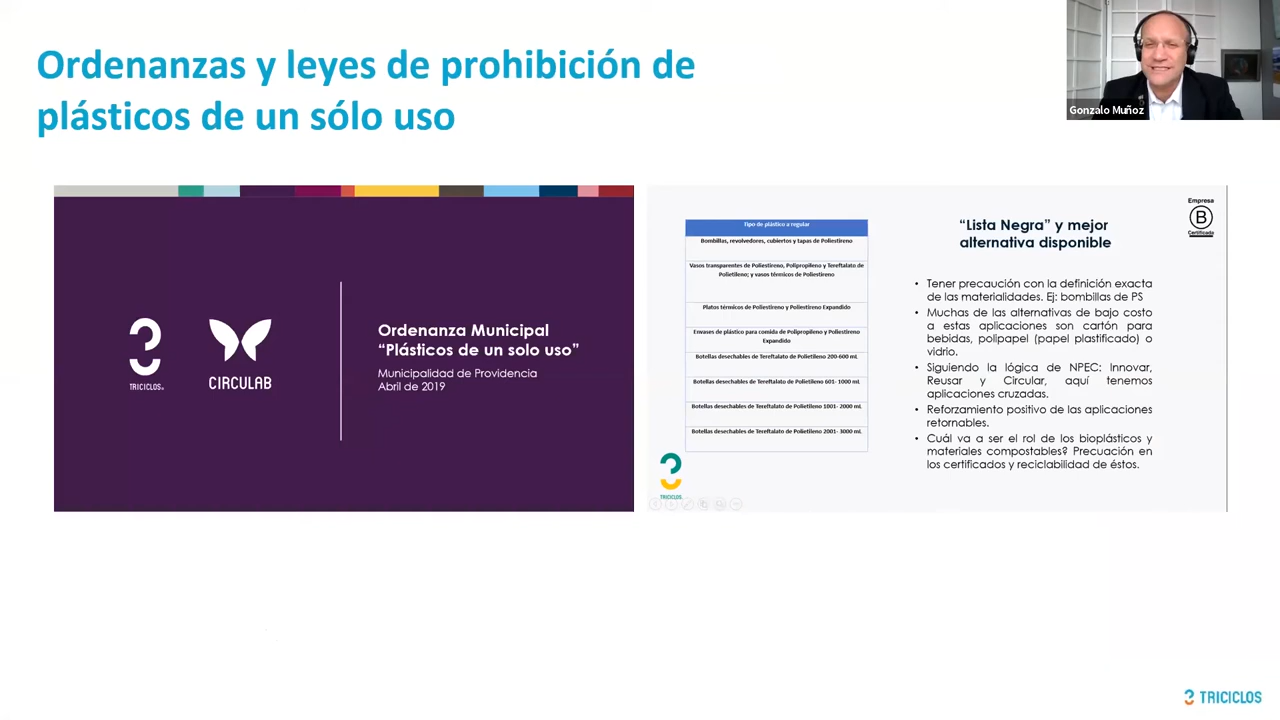 Ordenanzas y leyes de prohibición de
plásticos de un sólo uso
Gonzalo Muñoz
TRICICLOS
CIRCULAB
Ordenanza Municipal
“Plásticos de un solo uso”
Municipalidad de Providencia
Abril de 2019
Tipo de plástico a regular
Bombillas, revolvedores, cubiertos y tapas de Poliestireno
Vasos transparentes de Poliestireno, Polipropileno y Tereftalato de
Polietileno; y vasos térmicos de Poliestireno
Platos térmicos de Poliestireno y Poliestireno Expandido
Envases de plástico para comida de Polipropileno y Poliestireno
Expandido
Botellas desechables de Tereftalato de Polietileno 200-600 mL
Botellas desechables de Tereftalato de Polietileno 601- 1000 mL
Botellas desechables de Tereftalato de Polietileno 1001- 2000 mL
Botellas desechables de Tereftalato de Polietileno 2001- 3000 mL
TRICICLOS
“Lista Negra” y mejor
alternativa disponible
Empresa
B
Certificada
• Tener precaución con la definición exacta
de las materialidades. Ej: bombillas de PS
• Muchas de las alternativas de bajo costo
a estas aplicaciones son cartón para
bebidas, polipapel (papel plastificado) o
vidrio.
• Siguiendo la lógica de NPEC: Innovar,
Reusar y Circular, aquí tenemos
aplicaciones cruzadas.
• Reforzamiento positivo de las aplicaciones
retornables.
• Cuál va a ser el rol de los bioplásticos y
materiales compostables? Precuación en
los certificados y reciclabilidad de éstos.
TRICICLOS